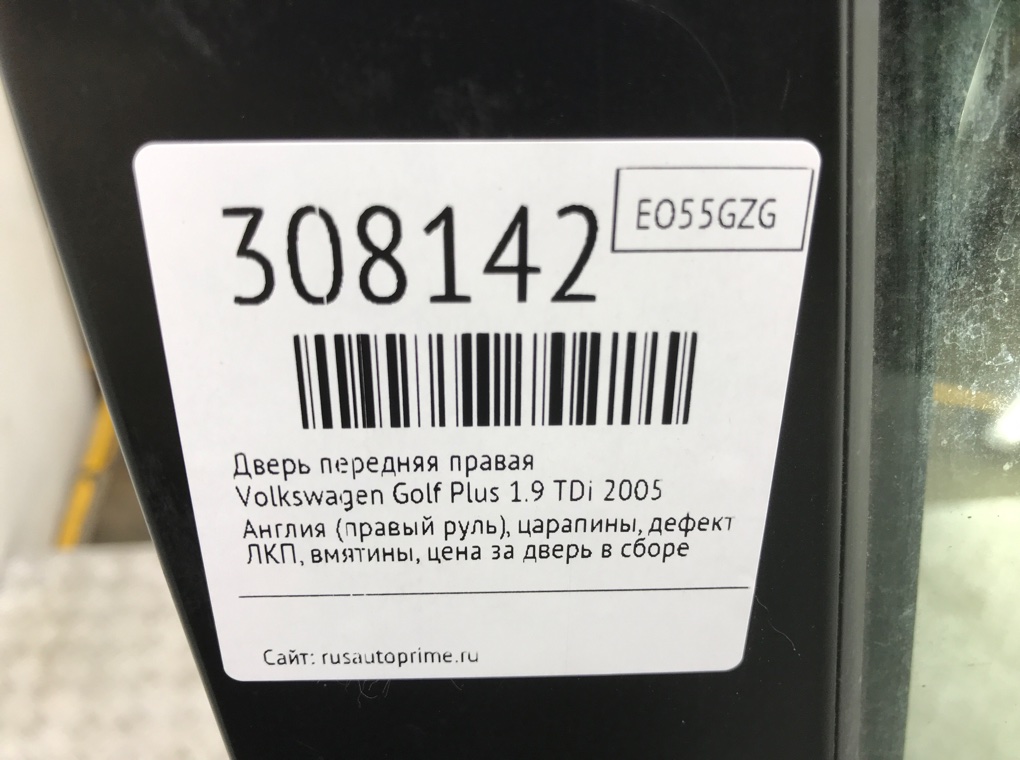 308142
EO55GZG
Дверь передняя правая
Volkswagen Golf Plus 1.9 TDi 2005
Англия (правый руль), царапины, дефект
ЛКП, вмятины, цена за дверь в сборе
Сайт: rusautoprime.ru